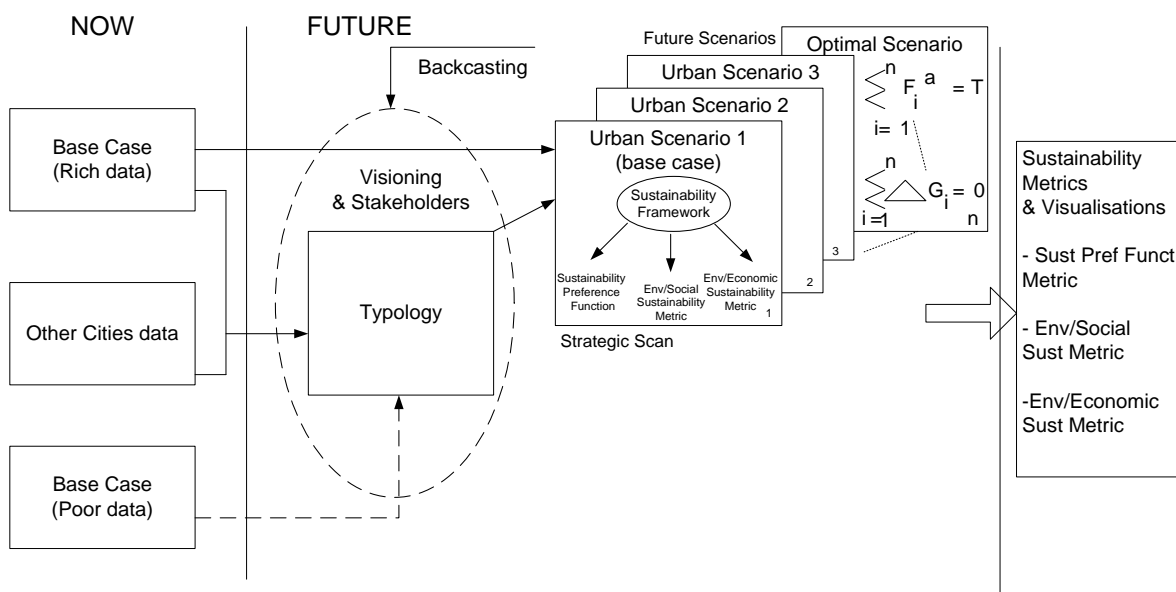 NOW
FUTURE
Base Case
(Rich data)
Other Cities data
Base Case
(Poor data)
Backcasting
Visioning
& Stakeholders
Typology
Future Scenarios
Optimal Scenario
n
F i a = T
i= 1
n
G i = 0
i=1
n
Urban Scenario 3
3
Urban Scenario 2
2
Urban Scenario 1
(base case)
Sustainability
Framework
Sustainability
Preference
Function
Env/Social
Sustainability
Metric
Env/Economic
Sustainability
Metric
1
Strategic Scan
Sustainability
Metrics
& Visualisations
- Sust Pref Funct
Metric
- Env/Social
Sust Metric
-Env/Economic
Sust Metric